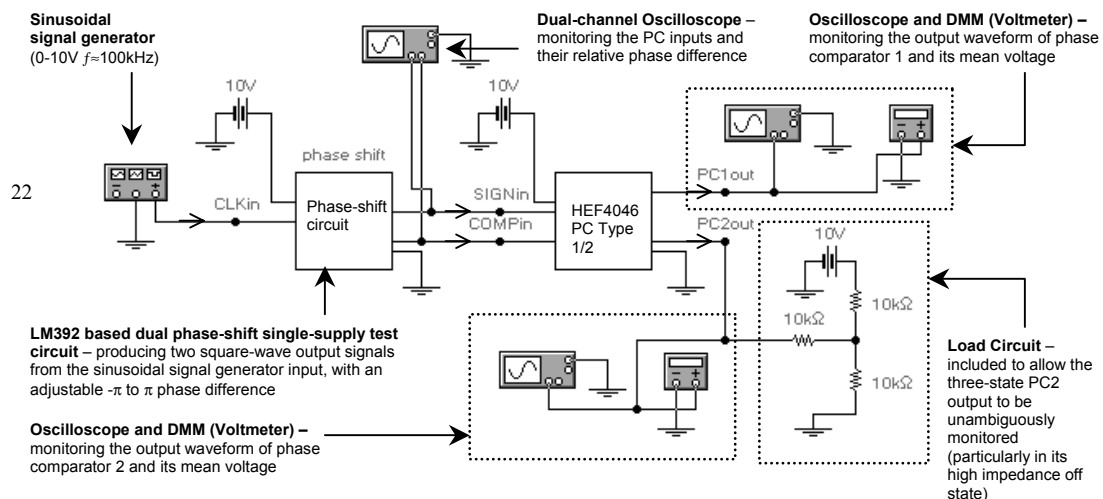 Sinusoidal
signal generator
(0-10V f≈100kHz)
Dual-channel Oscilloscope –
monitoring the PC inputs and
their relative phase difference
Oscilloscope and DMM (Voltmeter) –
monitoring the output waveform of phase
comparator 1 and its mean voltage
10V
10V
phase shift
22
CLKin
Phase-shift
circuit
SIGNin
COMPin
HEF4046
PC Type
1/2
PC1out
PC2out
10V
10kΩ
10kΩ
10kΩ
LM392 based dual phase-shift single-supply test
circuit – producing two square-wave output signals
from the sinusoidal signal generator input, with an
adjustable -π to π phase difference
Oscilloscope and DMM (Voltmeter) –
monitoring the output waveform of phase
comparator 2 and its mean voltage
Load Circuit –
included to allow the
three-state PC2
output to be
unambiguously
monitored
(particularly in its
high impedance off
state)